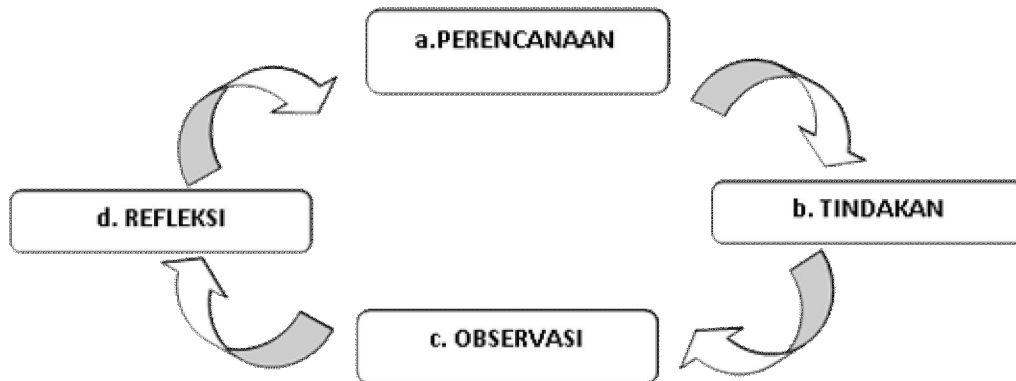 a.PERENCANAAN
b. TINDAKAN
c. OBSERVASI
d. REFLEKSI